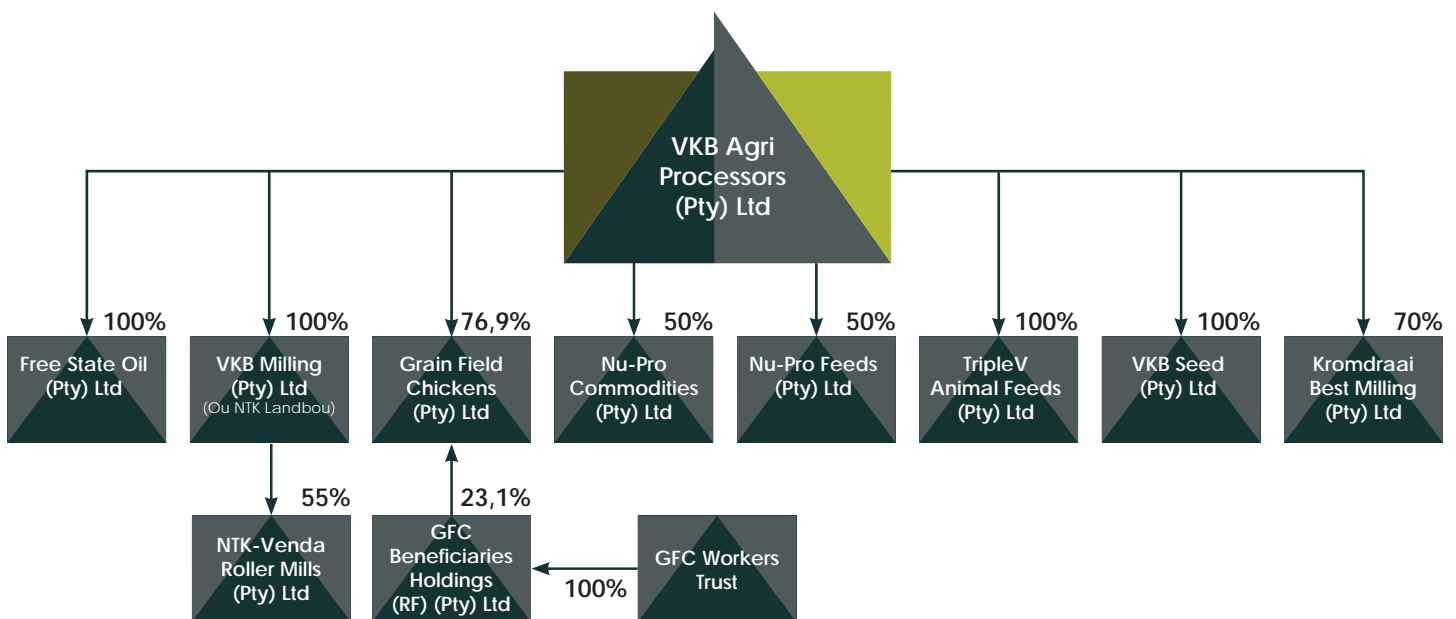 VKB Agri
Processors
(Pty) Ltd
100%
Free State Oil
(Pty) Ltd
100%
VKB Milling
(Pty) Ltd
(Ou NTK Landbou)
76,9%
Grain Field
Chickens
(Pty) Ltd
50%
Nu-Pro
Commodities
(Pty) Ltd
50%
Nu-Pro Feeds
(Pty) Ltd
100%
TripleV
Animal Feeds
(Pty) Ltd
100%
VKB Seed
(Pty) Ltd
70%
Kromdraai
Best Milling
(Pty) Ltd
55%
NTK-Venda
Roller Mills
(Pty) Ltd
23,1%
GFC
Beneficiaries
Holdings
(RF) (Pty) Ltd
100%
GFC Workers
Trust